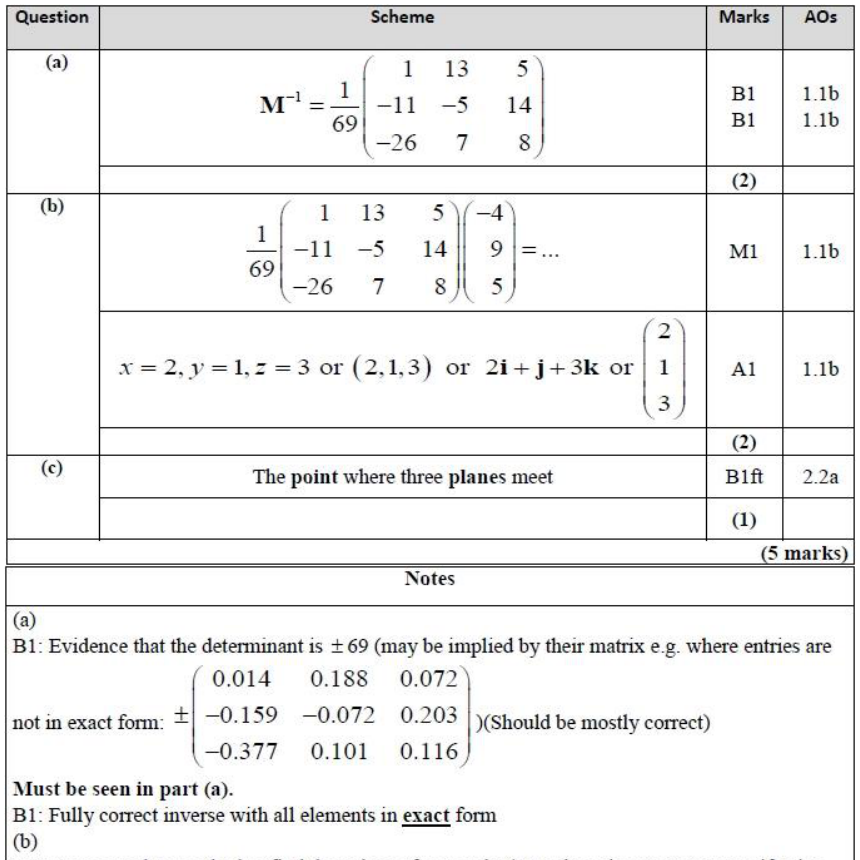 Question Scheme Marks AOs
(a) M⁻¹ = 1/69 ( 1 13 5 ; −11 −5 14 ; −26 7 8 ) B1 1.1b
B1 1.1b
(2)
(b) 1/69 ( 1 13 5 ; −11 −5 14 ; −26 7 8 ) ( −4 ; 9 ; 5 ) = ... M1 1.1b
x = 2, y = 1, z = 3 or (2,1,3) or 2i + j + 3k or ( 2 ; 1 ; 3 ) A1 1.1b
(2)
(c) The point where three planes meet B1ft 2.2a
(1)
(5 marks)
Notes
(a)
B1: Evidence that the determinant is ± 69 (may be implied by their matrix e.g. where entries are
not in exact form: ± ( 0.014 0.188 0.072 ; −0.159 −0.072 0.203 ; −0.377 0.101 0.116 ) )(Should be mostly correct)
Must be seen in part (a).
B1: Fully correct inverse with all elements in exact form
(b)